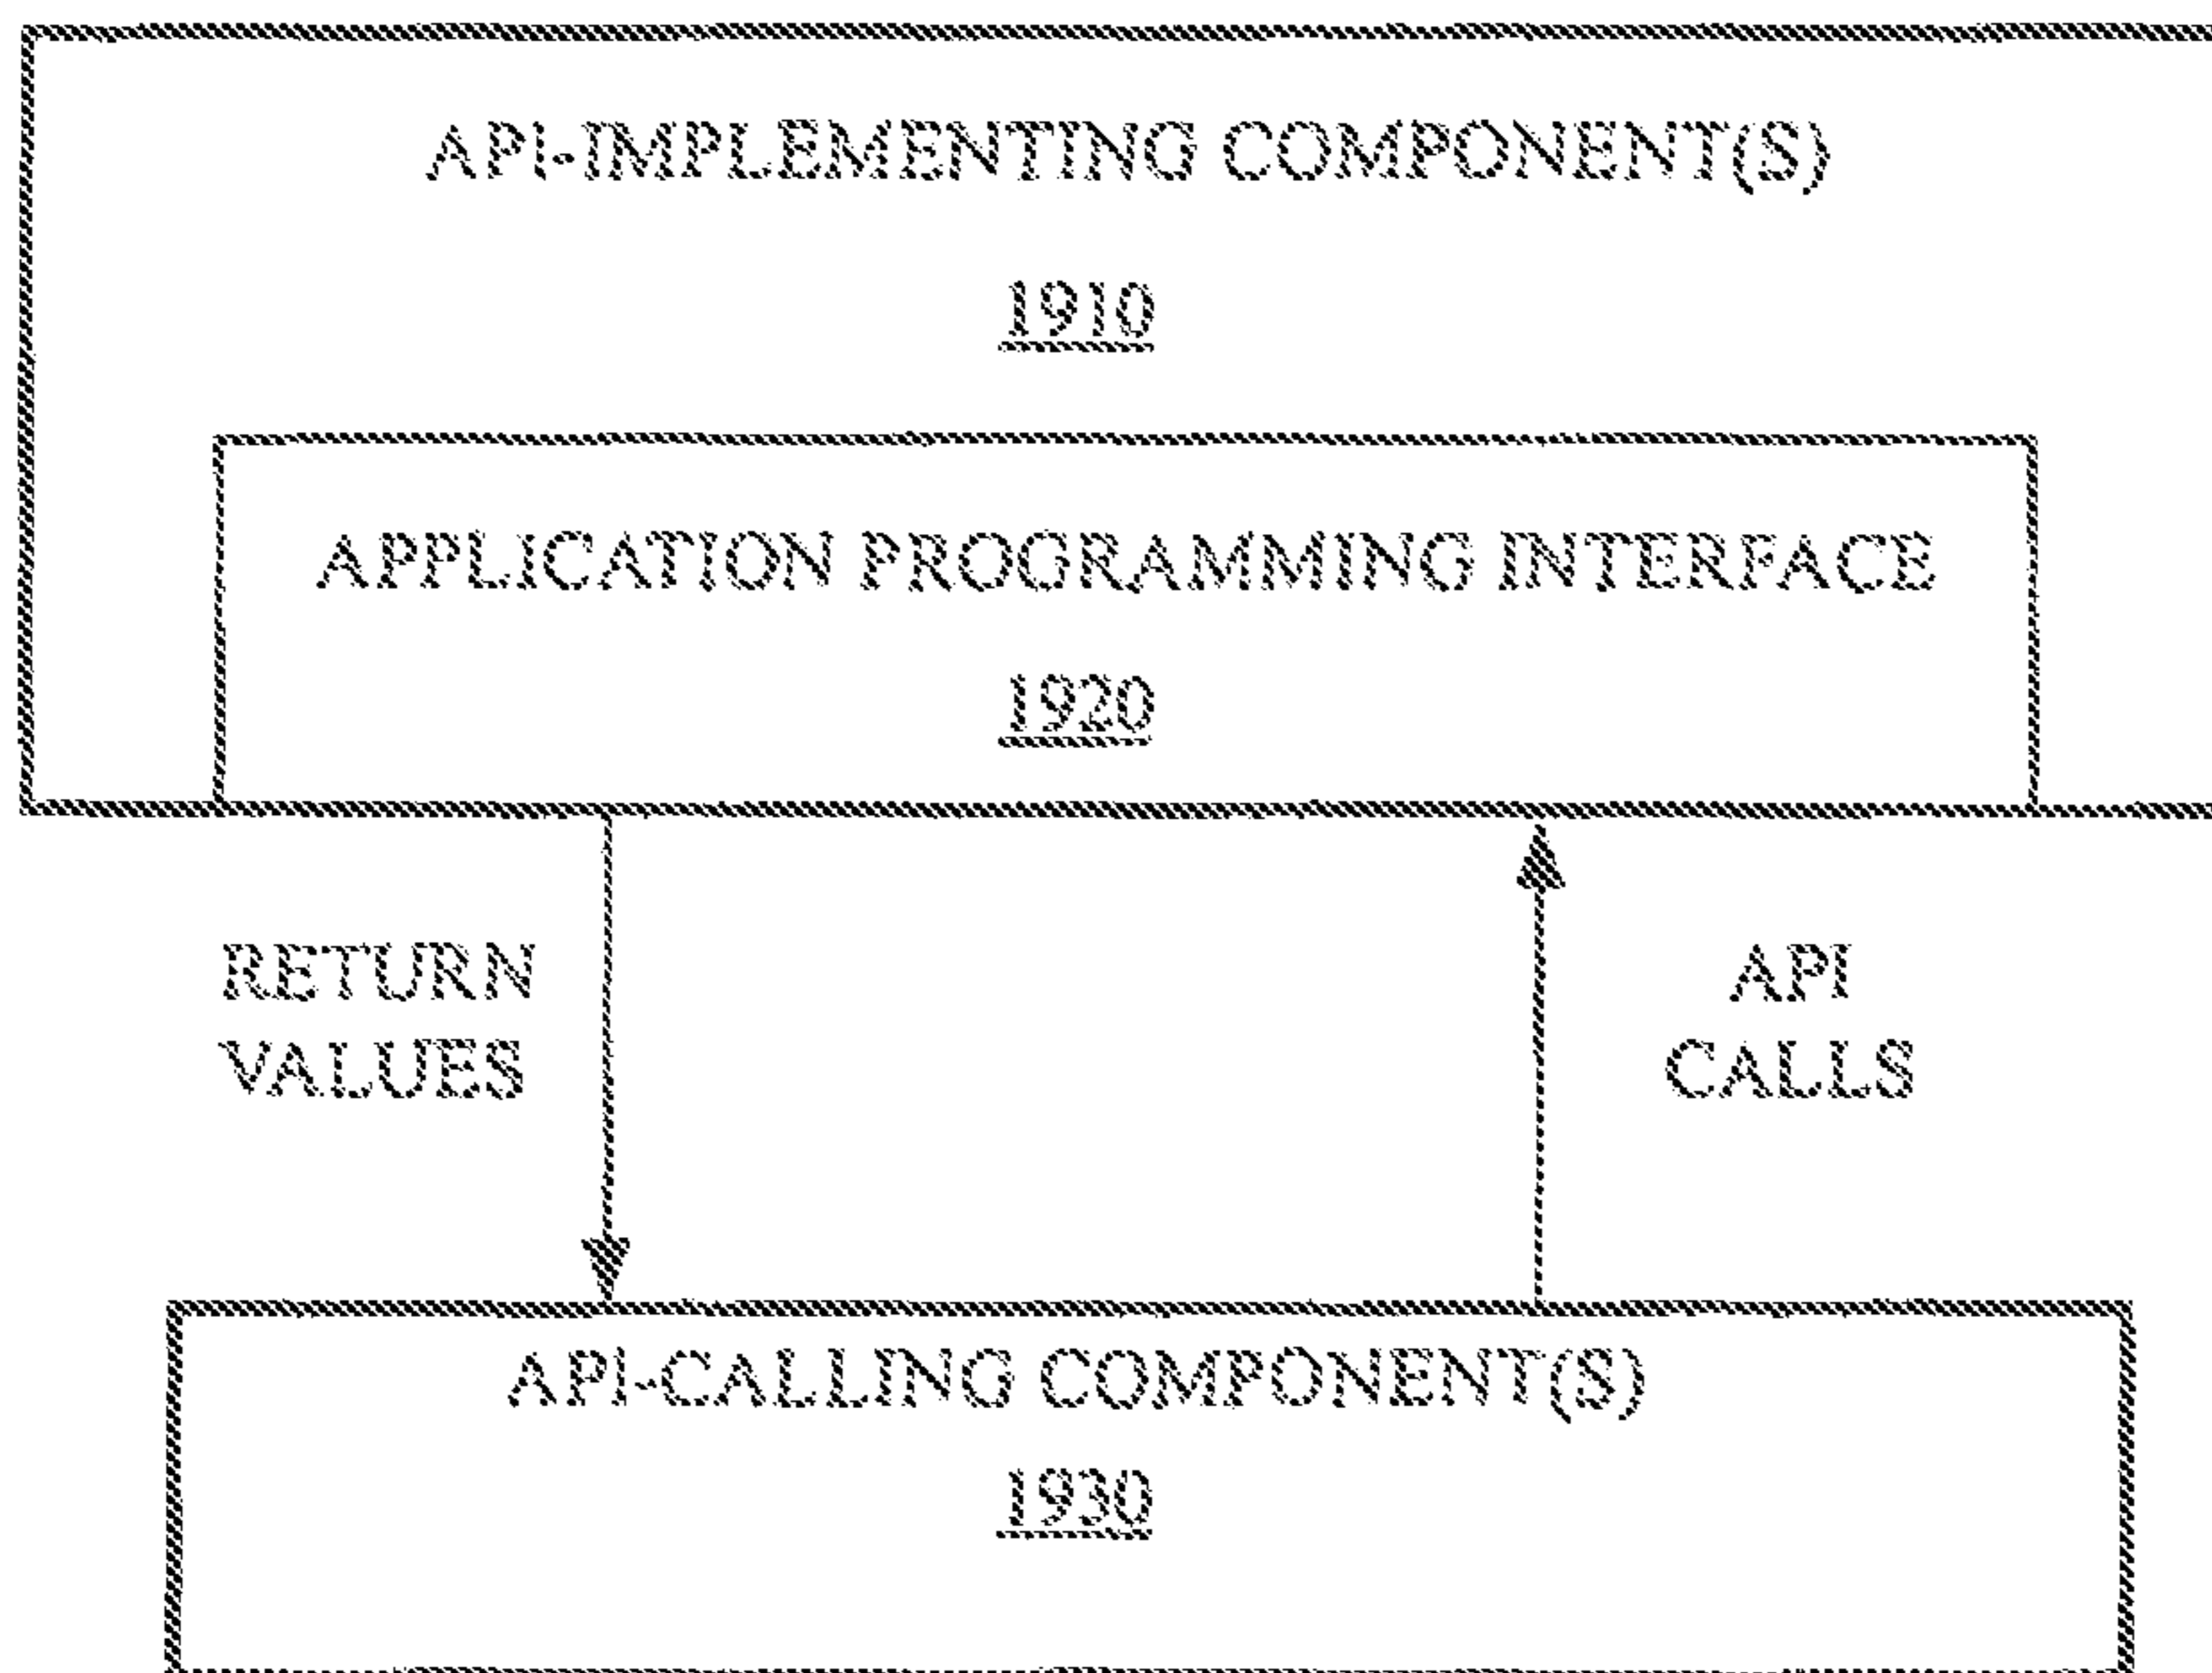 API-IMPLEMENTING COMPONENT(S)
1910
APPLICATION PROGRAMMING INTERFACE
1920
RETURN
VALUES
API
CALLS
API-CALLING COMPONENT(S)
1930